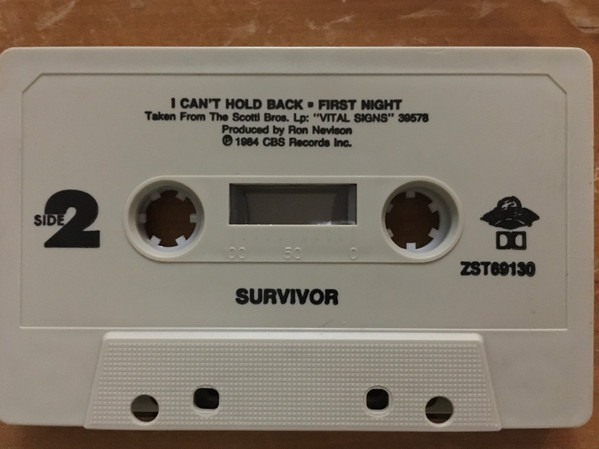 I CAN'T HOLD BACK ▪ FIRST NIGHT
Taken From The Scotti Bros. Lp: "VITAL SIGNS" 39578
Produced by Ron Nevison
℗ 1984 CBS Records Inc.
SIDE 2
100 50 0
ZST69130
SURVIVOR